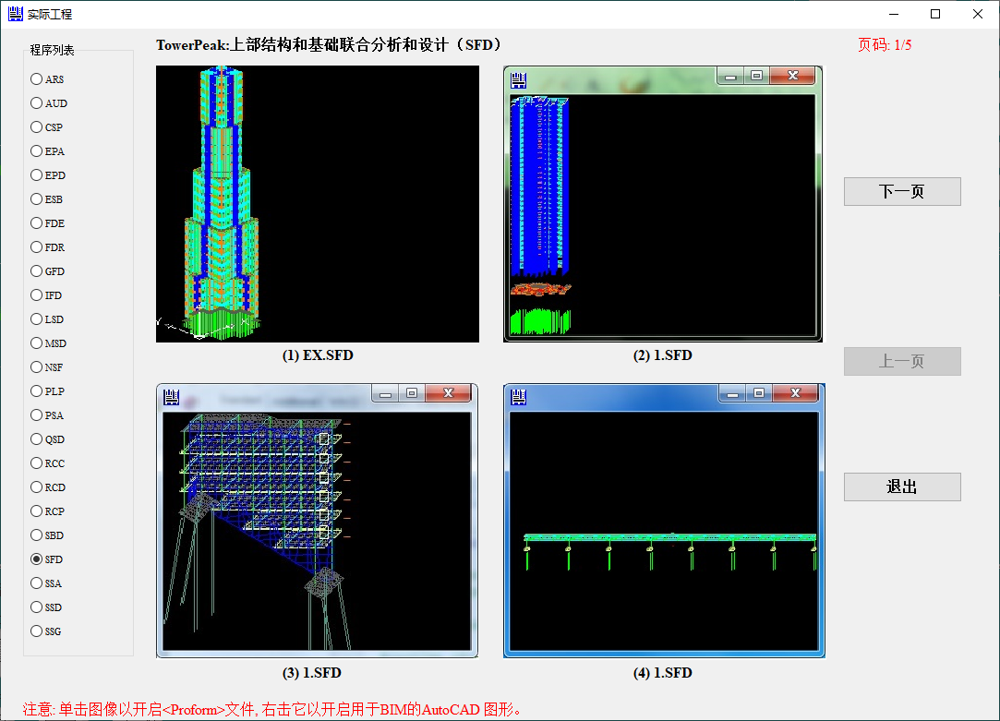 实际工程
程序列表
TowerPeak:上部结构和基础联合分析和设计（SFD）
页码: 1/5
ARS
AUD
CSP
EPA
EPD
ESB
FDE
FDR
GFD
IFD
LSD
MSD
NSF
PLP
PSA
QSD
RCC
RCD
RCP
SBD
SFD
SSA
SSD
SSG
(1) EX.SFD
(2) 1.SFD
(3) 1.SFD
(4) 1.SFD
下一页
上一页
退出
注意: 单击图像以开启<Proform>文件, 右击它以开启用于BIM的AutoCAD 图形。